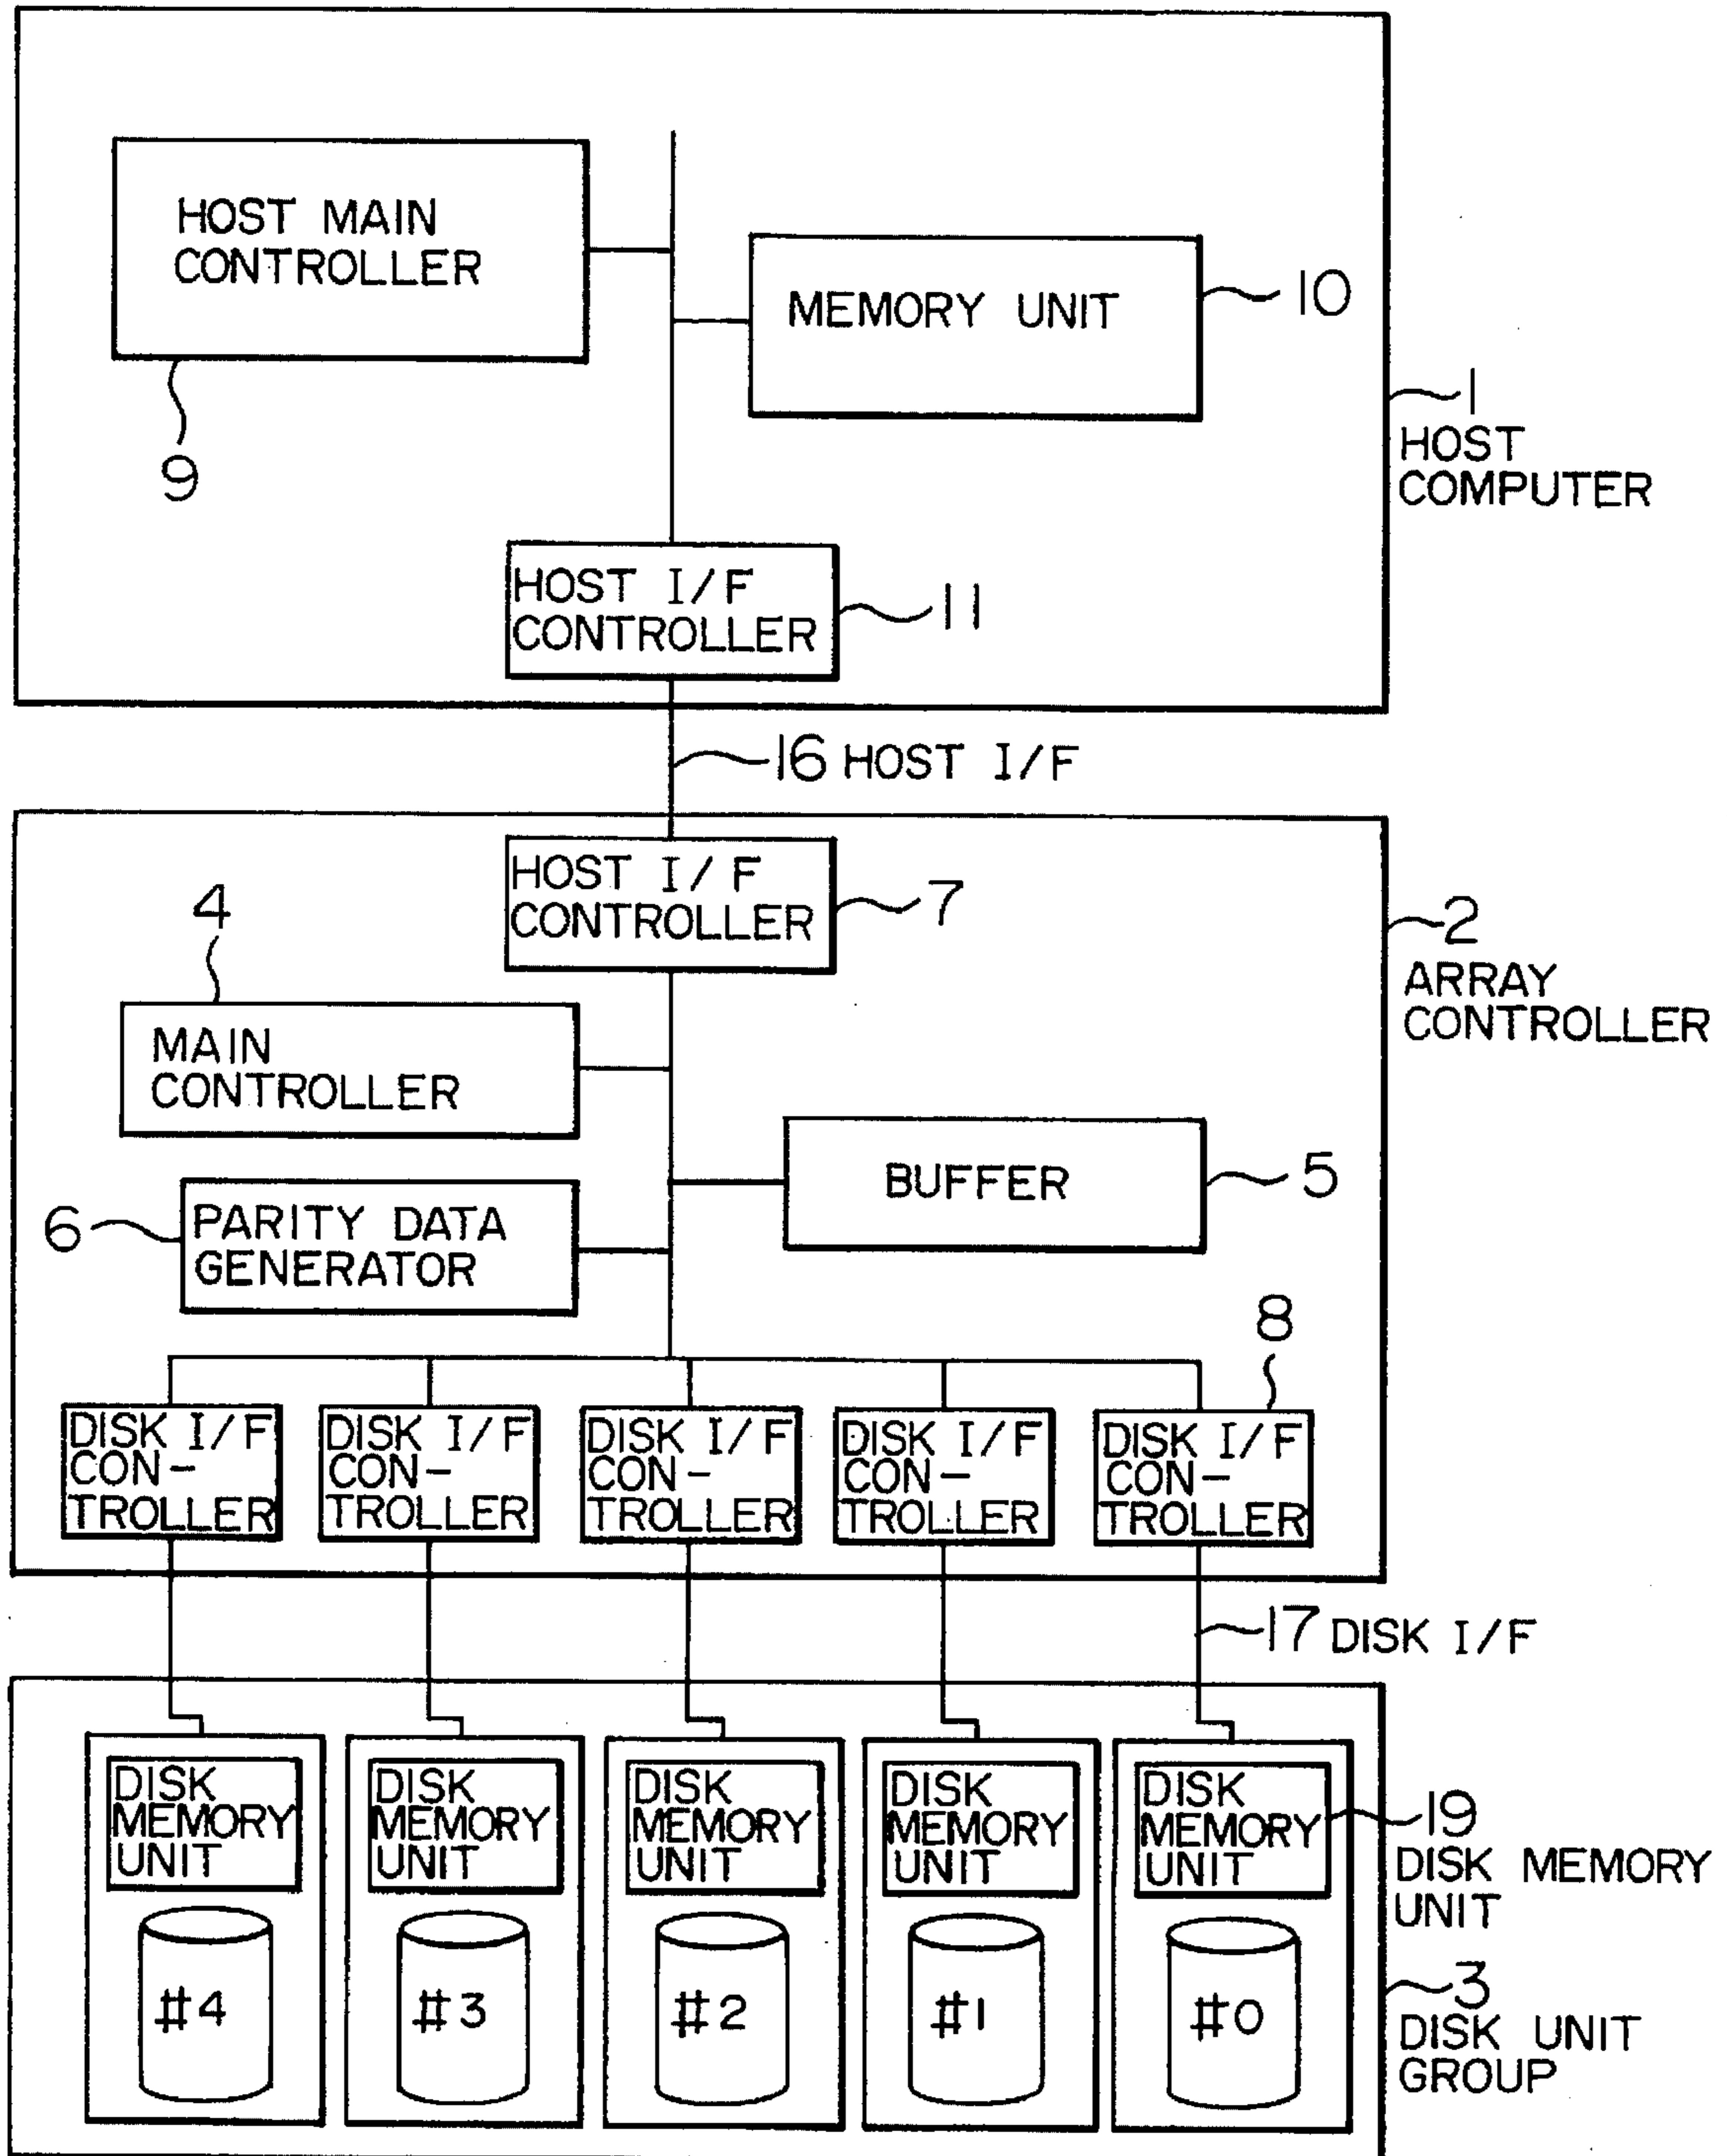 HOST MAIN
CONTROLLER
MEMORY UNIT
10
9
1
HOST
COMPUTER
HOST I/F
CONTROLLER
11
16 HOST I/F
HOST I/F
CONTROLLER
7
4
2
ARRAY
CONTROLLER
MAIN
CONTROLLER
BUFFER
5
6
PARITY DATA
GENERATOR
8
DISK I/F
CON-
TROLLER
DISK I/F
CON-
TROLLER
DISK I/F
CON-
TROLLER
DISK I/F
CON-
TROLLER
DISK I/F
CON-
TROLLER
17 DISK I/F
DISK
MEMORY
UNIT
DISK
MEMORY
UNIT
DISK
MEMORY
UNIT
DISK
MEMORY
UNIT
DISK
MEMORY
UNIT
19
DISK MEMORY
UNIT
#4
#3
#2
#1
#0
3
DISK UNIT
GROUP